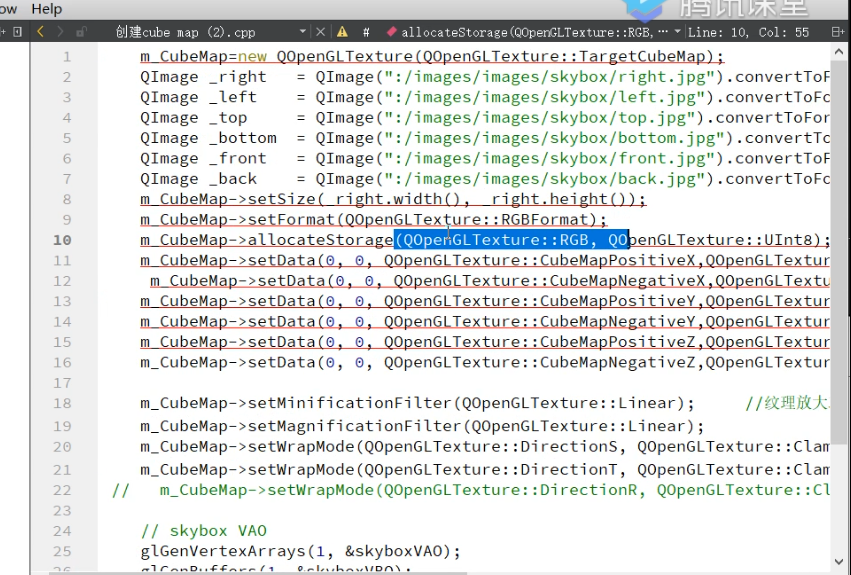 ow Help
腾讯课堂
创建cube map (2).cpp # allocateStorage(QOpenGLTexture::RGB, … Line: 10, Col: 55
1 m_CubeMap=new QOpenGLTexture(QOpenGLTexture::TargetCubeMap);
2 QImage _right = QImage(":/images/images/skybox/right.jpg").convertToF
3 QImage _left = QImage(":/images/images/skybox/left.jpg").convertToFo
4 QImage _top = QImage(":/images/images/skybox/top.jpg").convertToFor
5 QImage _bottom = QImage(":/images/images/skybox/bottom.jpg").convertTo
6 QImage _front = QImage(":/images/images/skybox/front.jpg").convertToF
7 QImage _back = QImage(":/images/images/skybox/back.jpg").convertToFo
8 m_CubeMap->setSize(_right.width(), _right.height());
9 m_CubeMap->setFormat(QOpenGLTexture::RGBFormat);
10 m_CubeMap->allocateStorage(QOpenGLTexture::RGB, QOpenGLTexture::UInt8);
11 m_CubeMap->setData(0, 0, QOpenGLTexture::CubeMapPositiveX,QOpenGLTextur
12 m_CubeMap->setData(0, 0, QOpenGLTexture::CubeMapNegativeX,QOpenGLTextu
13 m_CubeMap->setData(0, 0, QOpenGLTexture::CubeMapPositiveY,QOpenGLTextur
14 m_CubeMap->setData(0, 0, QOpenGLTexture::CubeMapNegativeY,QOpenGLTextur
15 m_CubeMap->setData(0, 0, QOpenGLTexture::CubeMapPositiveZ,QOpenGLTextur
16 m_CubeMap->setData(0, 0, QOpenGLTexture::CubeMapNegativeZ,QOpenGLTextur
17
18 m_CubeMap->setMinificationFilter(QOpenGLTexture::Linear); //纹理放大
19 m_CubeMap->setMagnificationFilter(QOpenGLTexture::Linear);
20 m_CubeMap->setWrapMode(QOpenGLTexture::DirectionS, QOpenGLTexture::Clam
21 m_CubeMap->setWrapMode(QOpenGLTexture::DirectionT, QOpenGLTexture::Clam
22 // m_CubeMap->setWrapMode(QOpenGLTexture::DirectionR, QOpenGLTexture::Cl
23
24 // skybox VAO
25 glGenVertexArrays(1, &skyboxVAO);
26 glGenBuffers(1, &skyboxVBO);